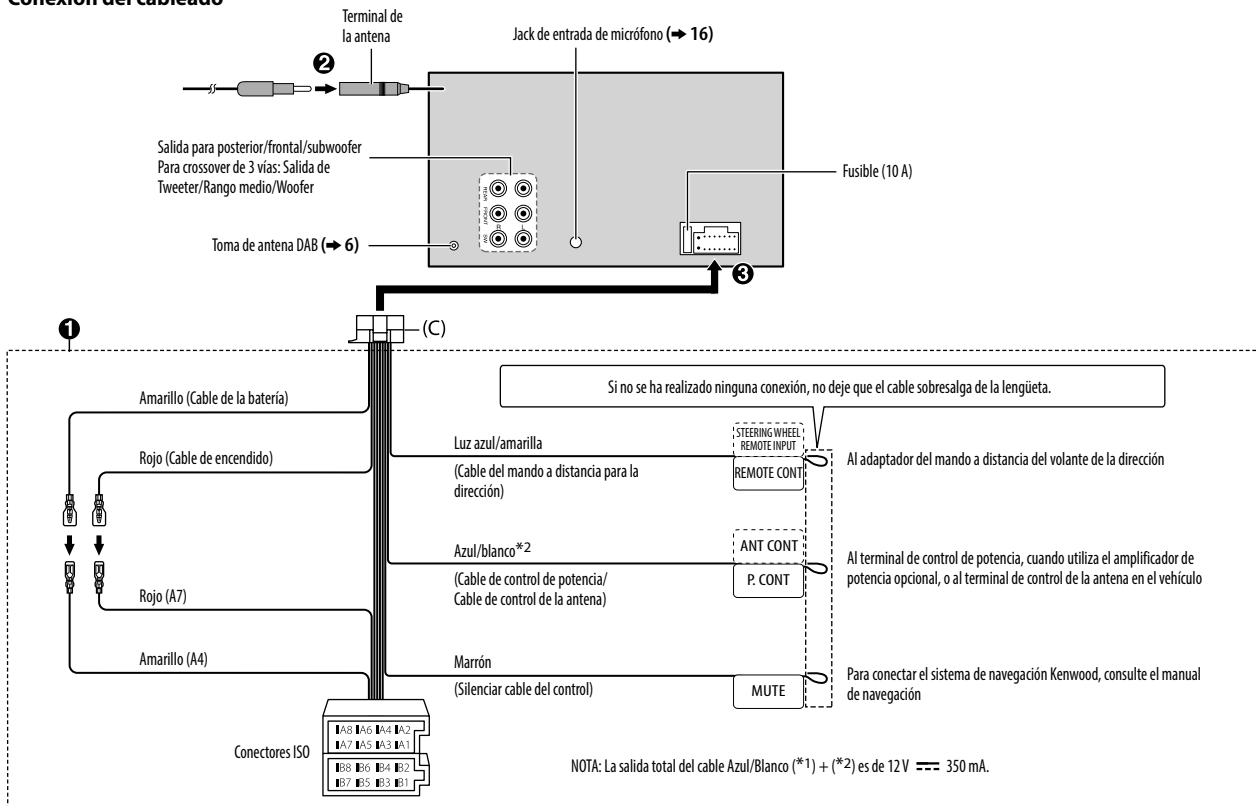 Conexión del cableado
Terminal de
la antena
Jack de entrada de micrófono (➜ 16)
❷
Salida para posterior/frontal/subwoofer
Para crossover de 3 vías: Salida de
Tweeter/Rango medio/Woofer
REAR
FRONT
SW
R
L
Fusible (10 A)
Toma de antena DAB (➜ 6)
❸
❶
(C)
Si no se ha realizado ninguna conexión, no deje que el cable sobresalga de la lengüeta.
Amarillo (Cable de la batería)
Rojo (Cable de encendido)
Luz azul/amarilla
(Cable del mando a distancia para la
dirección)
STEERING WHEEL
REMOTE INPUT
REMOTE CONT
Al adaptador del mando a distancia del volante de la dirección
Azul/blanco*2
(Cable de control de potencia/
Cable de control de la antena)
ANT CONT
P. CONT
Al terminal de control de potencia, cuando utiliza el amplificador de
potencia opcional, o al terminal de control de la antena en el vehículo
Rojo (A7)
Amarillo (A4)
Marrón
(Silenciar cable del control)
MUTE
Para conectar el sistema de navegación Kenwood, consulte el manual
de navegación
Conectores ISO
A8 A6 A4 A2
A7 A5 A3 A1
B8 B6 B4 B2
B7 B5 B3 B1
NOTA: La salida total del cable Azul/Blanco (*1) + (*2) es de 12 V ⎓ 350 mA.